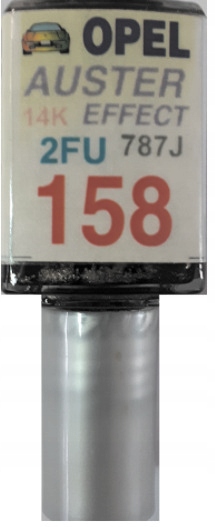 OPEL
AUSTER
14K EFFECT
2FU 787J
158